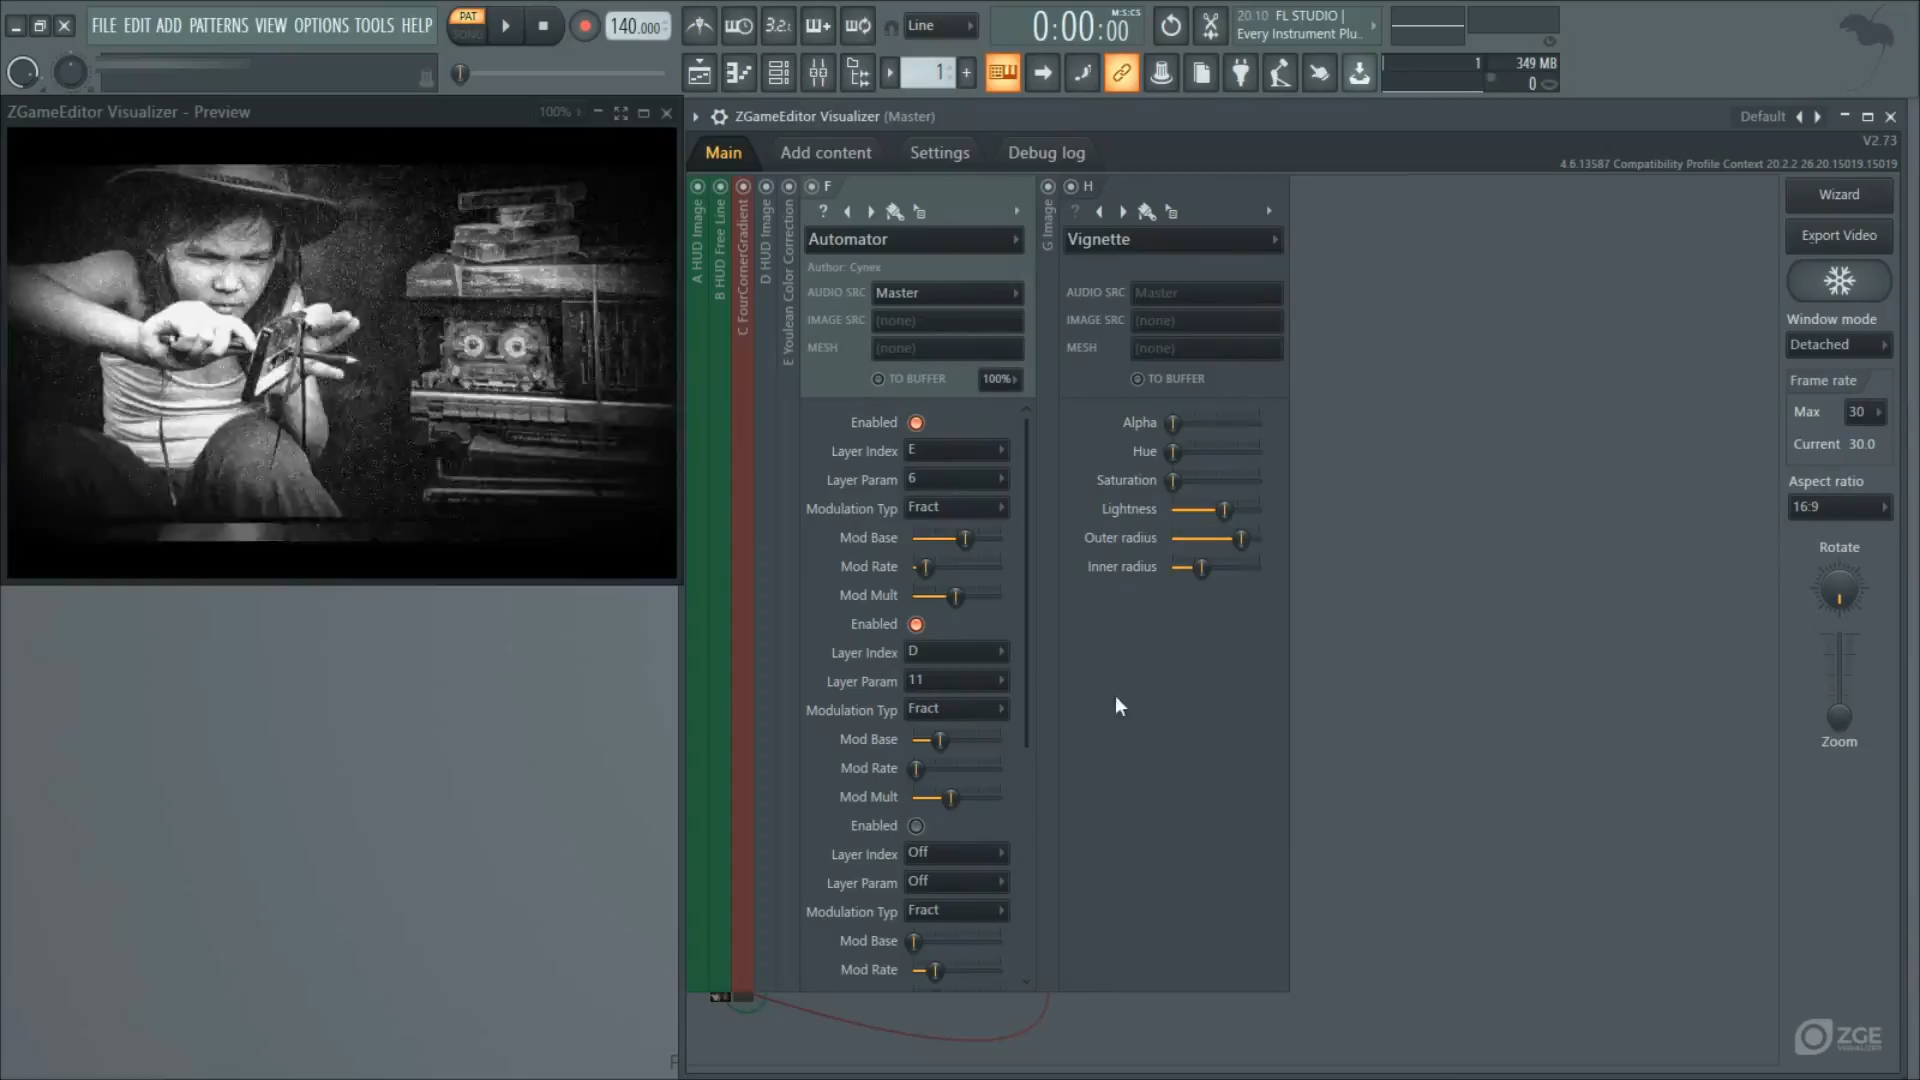 FILE EDIT ADD PATTERNS VIEW OPTIONS TOOLS HELP
PAT
SONG
140.000
3.2
Line
0:00:00
M:S:CS
20.10 FL STUDIO |
Every Instrument Plu..
1
1
349 MB
0
ZGameEditor Visualizer - Preview
100%
ZGameEditor Visualizer (Master)
Default
V2.73
Main
Add content
Settings
Debug log
4.6.13587 Compatibility Profile Context 20.2.2 26.20.15019.15019
A HUD Image
B HUD Free Line
C FourCornerGradient
D HUD Image
E Youlean Color Correction
F
?
Automator
Author: Cynex
AUDIO SRC Master
IMAGE SRC (none)
MESH (none)
TO BUFFER 100%
Enabled
Layer Index E
Layer Param 6
Modulation Typ Fract
Mod Base
Mod Rate
Mod Mult
Enabled
Layer Index D
Layer Param 11
Modulation Typ Fract
Mod Base
Mod Rate
Mod Mult
Enabled
Layer Index Off
Layer Param Off
Modulation Typ Fract
Mod Base
Mod Rate
G Image
H
?
Vignette
AUDIO SRC Master
IMAGE SRC (none)
MESH (none)
TO BUFFER
Alpha
Hue
Saturation
Lightness
Outer radius
Inner radius
Wizard
Export Video
Window mode
Detached
Frame rate
Max 30
Current 30.0
Aspect ratio
16:9
Rotate
Zoom
ZGE
VISUALIZER